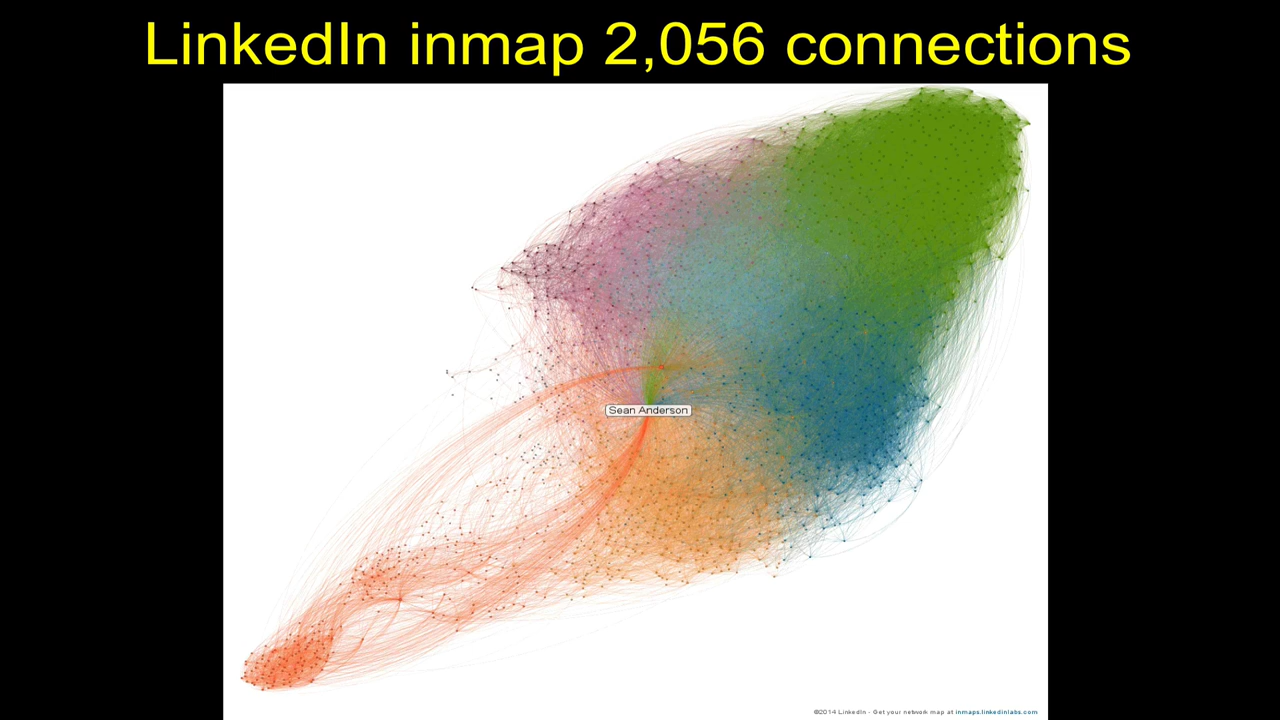 LinkedIn inmap 2,056 connections
Sean Anderson
©2014 LinkedIn - Get your network map at inmaps.linkedinlabs.com